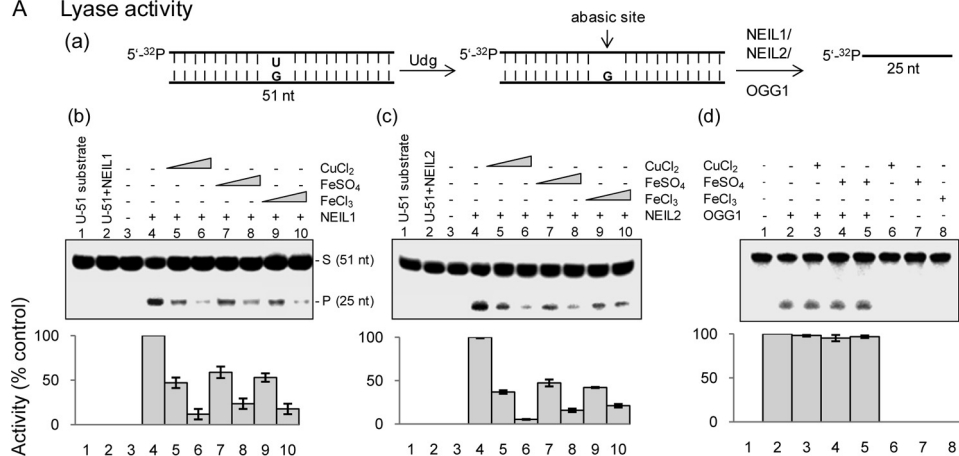 A Lyase activity
(a)
abasic site
5‘-³²P
U
G
51 nt
Udg
5‘-³²P
G
NEIL1/
NEIL2/
OGG1
5‘-³²P
25 nt
(b)
U-51 substrate
U-51+NEIL1
- - - CuCl₂
- - - - - - FeSO₄
- - - - - - - - FeCl₃
- + + + + + + + NEIL1
1 2 3 4 5 6 7 8 9 10
- S (51 nt)
- P (25 nt)
Activity (% control)
100
50
0
1 2 3 4 5 6 7 8 9 10
(c)
U-51 substrate
U-51+NEIL2
CuCl₂
FeSO₄
FeCl₃
- + + + + + + + NEIL2
1 2 3 4 5 6 7 8 9 10
100
50
0
1 2 3 4 5 6 7 8 9 10
(d)
CuCl₂ - - + - - + - -
FeSO₄ - - - + + - + -
FeCl₃ - - - - - - - +
OGG1 - + + + + - - -
1 2 3 4 5 6 7 8
100
50
0
1 2 3 4 5 6 7 8